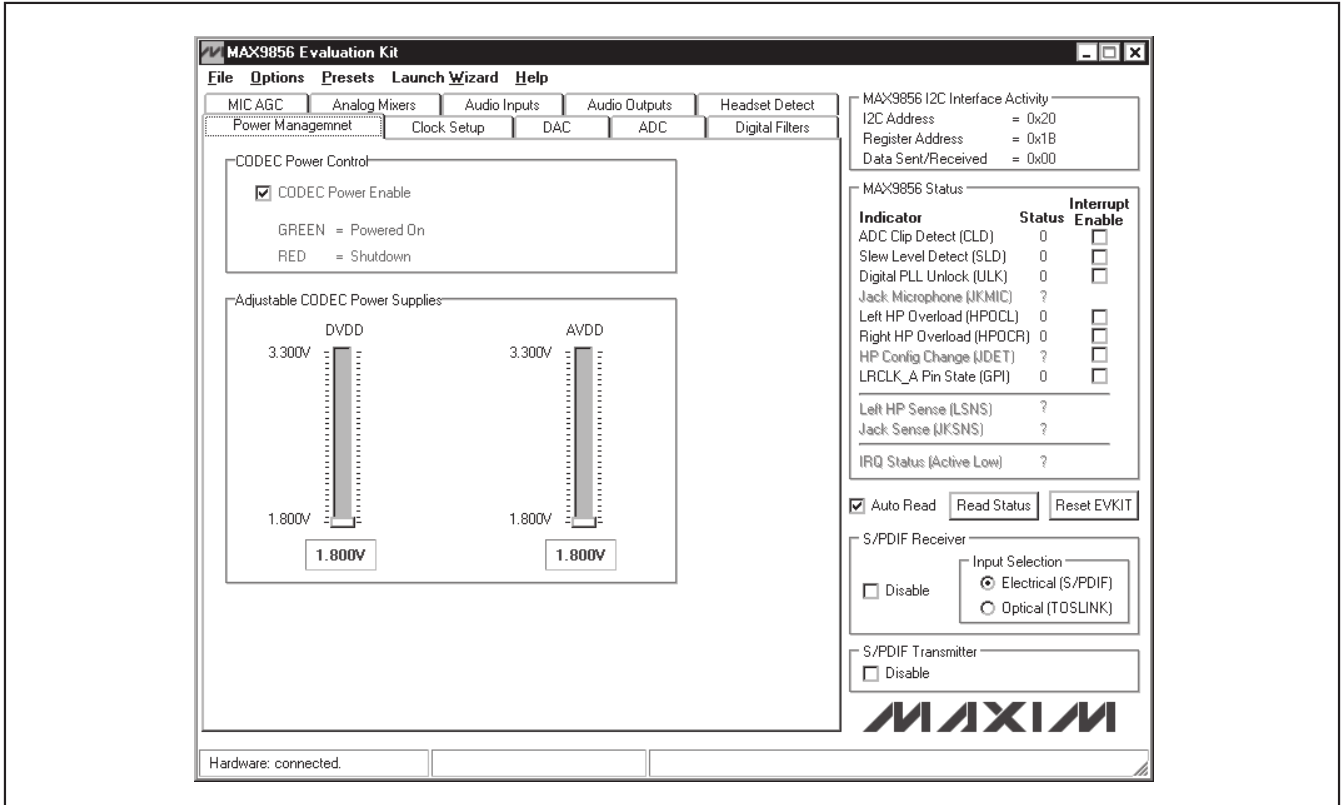 MAX9856 Evaluation Kit
File Options Presets Launch Wizard Help
MIC AGC Analog Mixers Audio Inputs Audio Outputs Headset Detect
Power Managemnet Clock Setup DAC ADC Digital Filters
CODEC Power Control
CODEC Power Enable
GREEN = Powered On
RED = Shutdown
Adjustable CODEC Power Supplies
DVDD AVDD
3.300V 3.300V
1.800V 1.800V
1.800V 1.800V
MAX9856 I2C Interface Activity
I2C Address = 0x20
Register Address = 0x1B
Data Sent/Received = 0x00
MAX9856 Status
Interrupt
Indicator Status Enable
ADC Clip Detect (CLD) 0
Slew Level Detect (SLD) 0
Digital PLL Unlock (ULK) 0
Jack Microphone (JKMIC) ?
Left HP Overload (HPOCL) 0
Right HP Overload (HPOCR) 0
HP Config Change (JDET) ?
LRCLK_A Pin State (GPI) 0
Left HP Sense (LSNS) ?
Jack Sense (JKSNS) ?
IRQ Status (Active Low) ?
Auto Read Read Status Reset EVKIT
S/PDIF Receiver
Input Selection
Disable
Electrical (S/PDIF)
Optical (TOSLINK)
S/PDIF Transmitter
Disable
MAXIM
Hardware: connected.